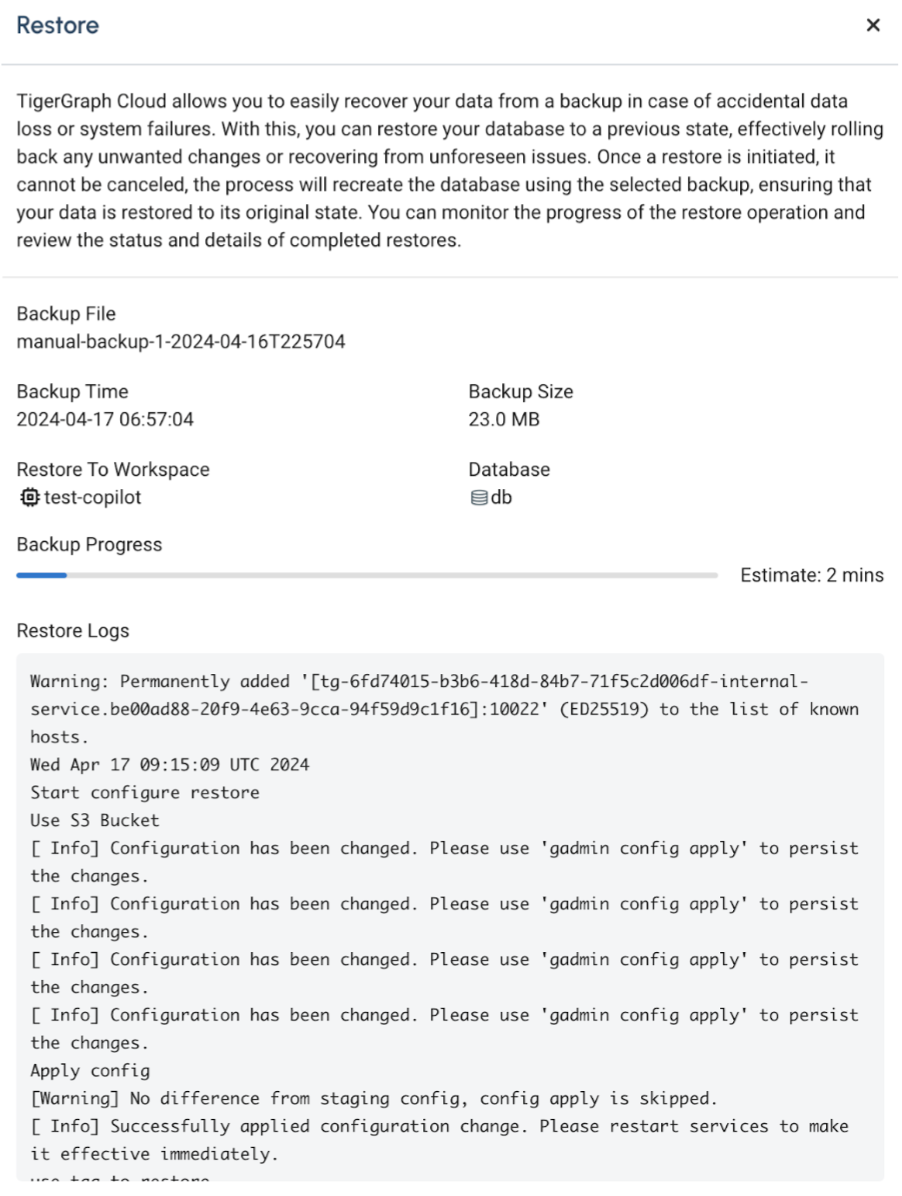 Restore
TigerGraph Cloud allows you to easily recover your data from a backup in case of accidental data
loss or system failures. With this, you can restore your database to a previous state, effectively rolling
back any unwanted changes or recovering from unforeseen issues. Once a restore is initiated, it
cannot be canceled, the process will recreate the database using the selected backup, ensuring that
your data is restored to its original state. You can monitor the progress of the restore operation and
review the status and details of completed restores.
Backup File
manual-backup-1-2024-04-16T225704
Backup Time
2024-04-17 06:57:04
Backup Size
23.0 MB
Restore To Workspace
test-copilot
Database
db
Backup Progress
Estimate: 2 mins
Restore Logs
Warning: Permanently added '[tg-6fd74015-b3b6-418d-84b7-71f5c2d006df-internal-
service.be00ad88-20f9-4e63-9cca-94f59d9c1f16]:10022' (ED25519) to the list of known
hosts.
Wed Apr 17 09:15:09 UTC 2024
Start configure restore
Use S3 Bucket
[ Info] Configuration has been changed. Please use 'gadmin config apply' to persist
the changes.
[ Info] Configuration has been changed. Please use 'gadmin config apply' to persist
the changes.
[ Info] Configuration has been changed. Please use 'gadmin config apply' to persist
the changes.
[ Info] Configuration has been changed. Please use 'gadmin config apply' to persist
the changes.
Apply config
[Warning] No difference from staging config, config apply is skipped.
[ Info] Successfully applied configuration change. Please restart services to make
it effective immediately.